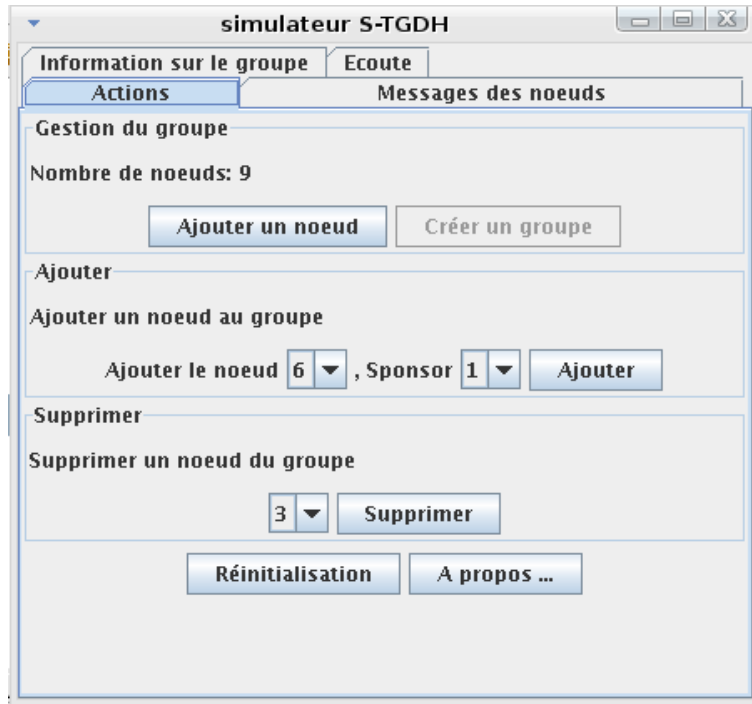 simulateur S-TGDH
Information sur le groupe Ecoute
Actions Messages des noeuds
Gestion du groupe
Nombre de noeuds: 9
Ajouter un noeud Créer un groupe
Ajouter
Ajouter un noeud au groupe
Ajouter le noeud 6 , Sponsor 1 Ajouter
Supprimer
Supprimer un noeud du groupe
3 Supprimer
Réinitialisation A propos ...